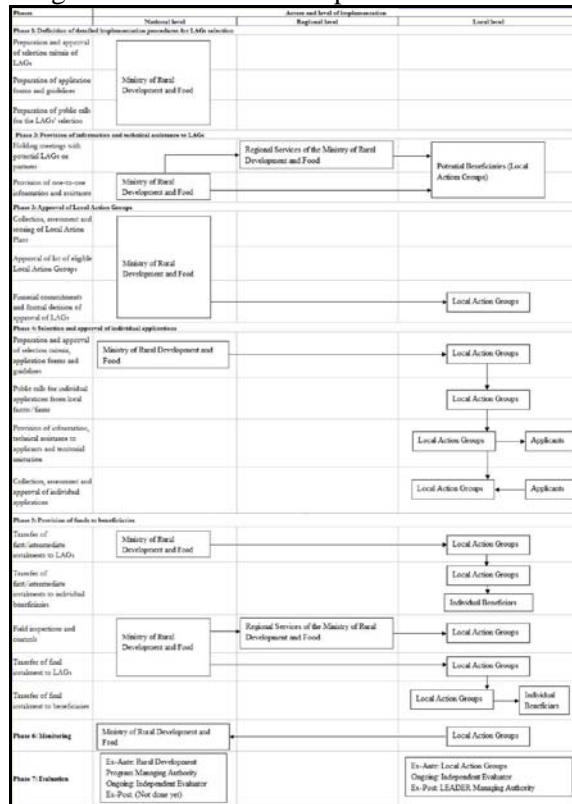 Phases
Access and level of implementation
National level
Regional level
Local level
Phase 1: Definition of detailed implementation procedures for LAGs selection
Preparation and approval
of selection criteria of
LAGs
Preparation of application
forms and guidelines
Preparation of public calls
for the LAGs' selection
Ministry of Rural
Development and Food
Phase 2: Provision of information and technical assistance to LAGs
Holding meetings with
potential LAGs or
partners
Regional Services of the Ministry of Rural
Development and Food
Potential Beneficiaries (Local
Action Groups)
Provision of one-to-one
information and assistance
Ministry of Rural
Development and Food
Phase 3: Approval of Local Action Groups
Collection, assessment and
scoring of Local Action
Plans
Approval of list of eligible
Local Action Groups
Ministry of Rural
Development and Food
Financial commitments
and formal decision of
approval of LAGs
Local Action Groups
Phase 4: Selection and approval of individual applications
Preparation and approval
of selection criteria,
application forms and
guidelines
Ministry of Rural Development and
Food
Local Action Groups
Public calls for individual
applications from local
Local Action Groups
Provision of information,
technical assistance to
applicants and territorial
animation
Local Action Groups
Applicants
Collection, assessment and
approval of individual
applications
Local Action Groups
Applicants
Phase 5: Provision of funds to beneficiaries
Transfer of
first/intermediate
instalments to LAGs
Ministry of Rural
Development and Food
Local Action Groups
Transfer of
first/intermediate
instalments to individual
beneficiaries
Local Action Groups
Individual Beneficiars
Field inspections and
controls
Ministry of Rural
Development and Food
Regional Services of the Ministry of Rural
Development and Food
Local Action Groups
Transfer of final
instalment to LAGs
Local Action Groups
Transfer of final
instalment to beneficiaries
Local Action Groups
Individual
Beneficiars
Phase 6: Monitoring
Ministry of Rural Development and
Food
Local Action Groups
Phase 7: Evaluation
Ex-Ante: Rural Development
Program Managing Authority
Ongoing: Independent Evaluator
Ex-Post: (Not done yet)
Ex-Ante: Local Action Groups
Ongoing: Independent Evaluator
Ex-Post: LEADER Managing Authority